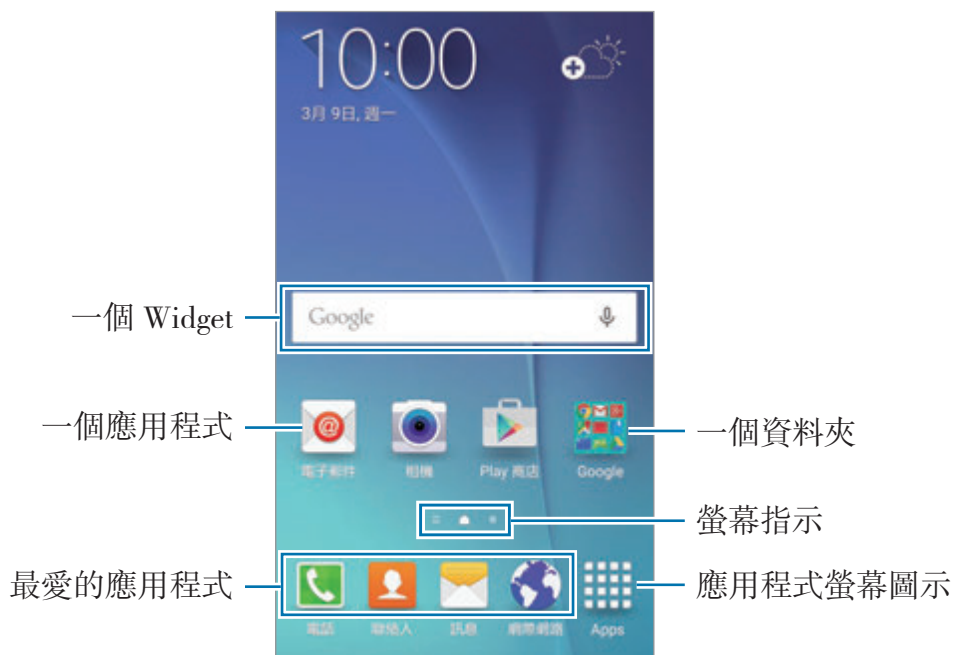 10:00
3月 9日, 週一
一個 Widget
Google
一個應用程式
一個資料夾
電子郵件
相機
Play 商店
Google
螢幕指示
最愛的應用程式
應用程式螢幕圖示
電話
聯絡人
訊息
網際網路
Apps